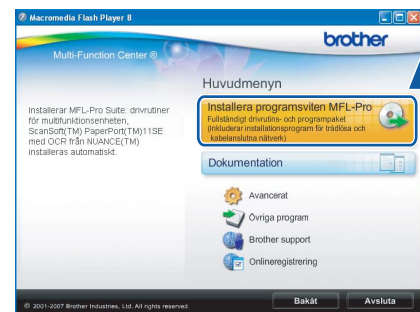 Macromedia Flash Player 8
brother
Multi-Function Center ®
Huvudmenyn
Installerar MFL-Pro Suite: drivrutiner
för multifunktionsenheten,
ScanSoft(TM) PaperPort(TM)11SE
med OCR från NUANCE(TM)
installeras automatiskt.
Installera programsviten MFL-Pro
Fullständigt drivrutins- och programpaket
(Inkluderar installationsprogram för trådlösa och
kabelanslutna nätverk)
Dokumentation
Avancerat
Övriga program
Brother support
Onlineregistrering
© 2001-2007 Brother Industries, Ltd. All rights reserved.
Bakåt
Avsluta